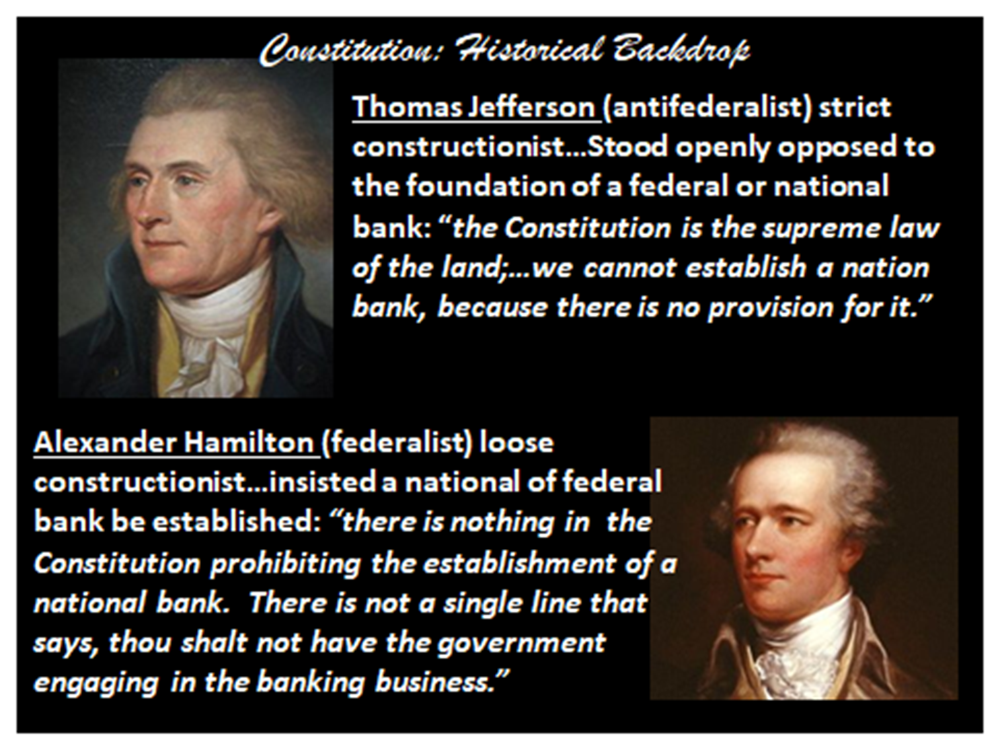 Constitution: Historical Backdrop
Thomas Jefferson (antifederalist) strict
constructionist...Stood openly opposed to
the foundation of a federal or national
bank: “the Constitution is the supreme law
of the land;...we cannot establish a nation
bank, because there is no provision for it.”
Alexander Hamilton (federalist) loose
constructionist...insisted a national of federal
bank be established: “there is nothing in the
Constitution prohibiting the establishment of a
national bank. There is not a single line that
says, thou shalt not have the government
engaging in the banking business.”